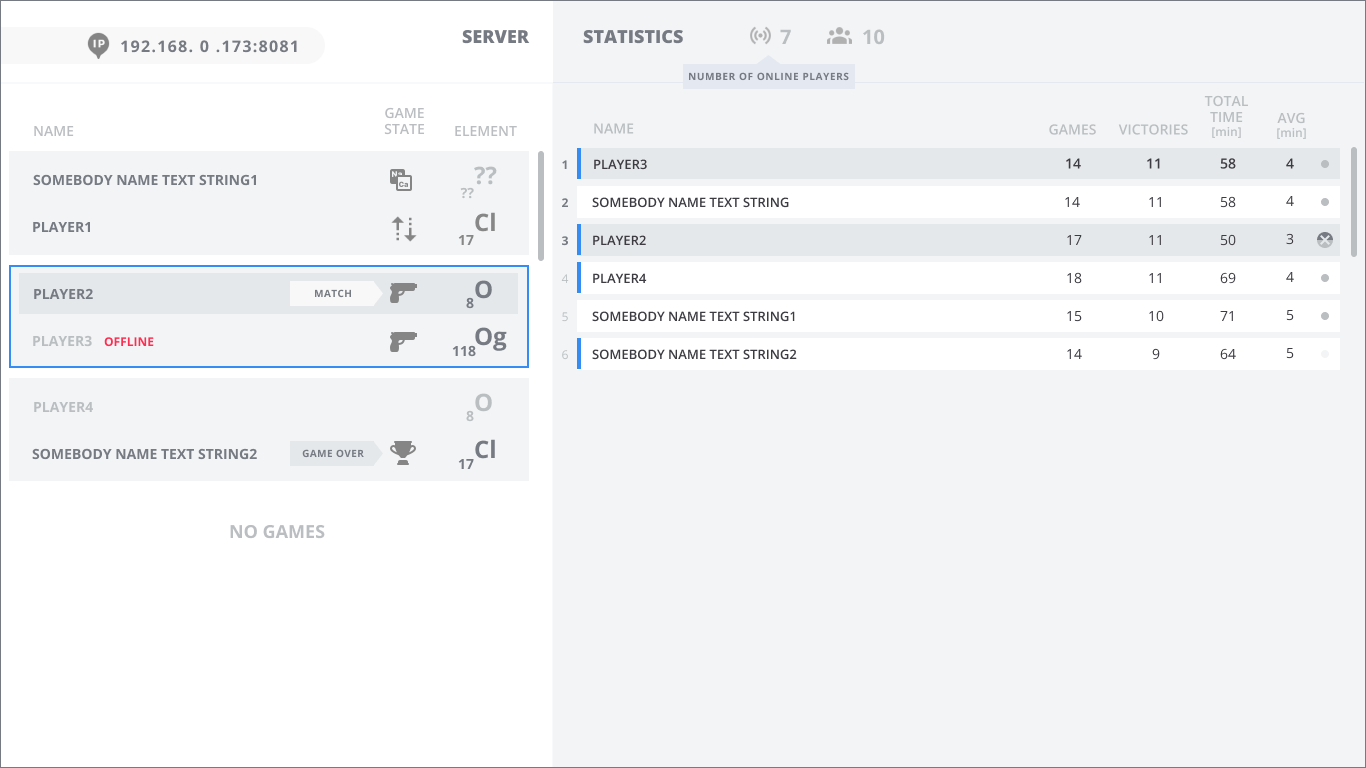 IP 192.168. 0 .173:8081
SERVER
NAME GAME STATE ELEMENT
SOMEBODY NAME TEXT STRING1 Na Ca ?? ??
PLAYER1 17 Cl
PLAYER2 MATCH 8 O
PLAYER3 OFFLINE 118 Og
PLAYER4 8 O
SOMEBODY NAME TEXT STRING2 GAME OVER 17 Cl
NO GAMES
STATISTICS 7 10
NUMBER OF ONLINE PLAYERS
NAME GAMES VICTORIES TOTAL TIME [min] AVG [min]
1 PLAYER3 14 11 58 4
2 SOMEBODY NAME TEXT STRING 14 11 58 4
3 PLAYER2 17 11 50 3
4 PLAYER4 18 11 69 4
5 SOMEBODY NAME TEXT STRING1 15 10 71 5
6 SOMEBODY NAME TEXT STRING2 14 9 64 5